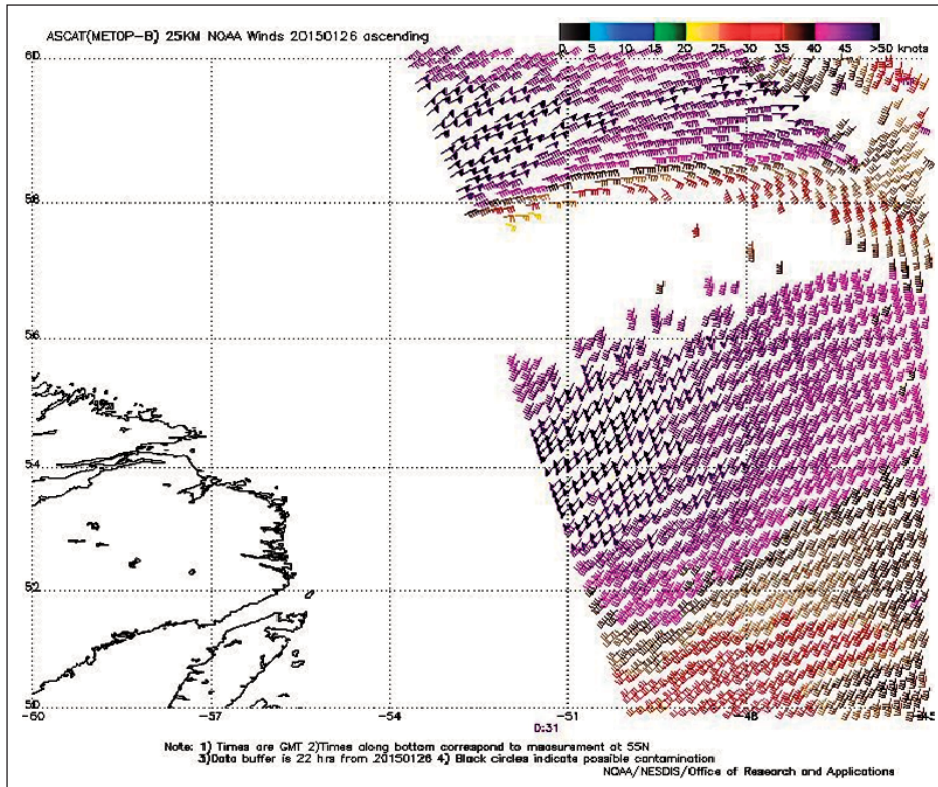 ASCAT(METOP-B) 25KM NOAA Winds 20150126 ascending
0 5 10 15 20 25 30 35 40 45 >50 knots
60
58
56
54
52
50
-60 -57 -54 -51 -48 -45
0:31
Note: 1) Times are GMT 2)Times along bottom correspond to measurement at 55N
3)Data buffer is 22 hrs from 20150126 4) Black circles indicate possible contamination
NOAA/NESDIS/Office of Research and Applications